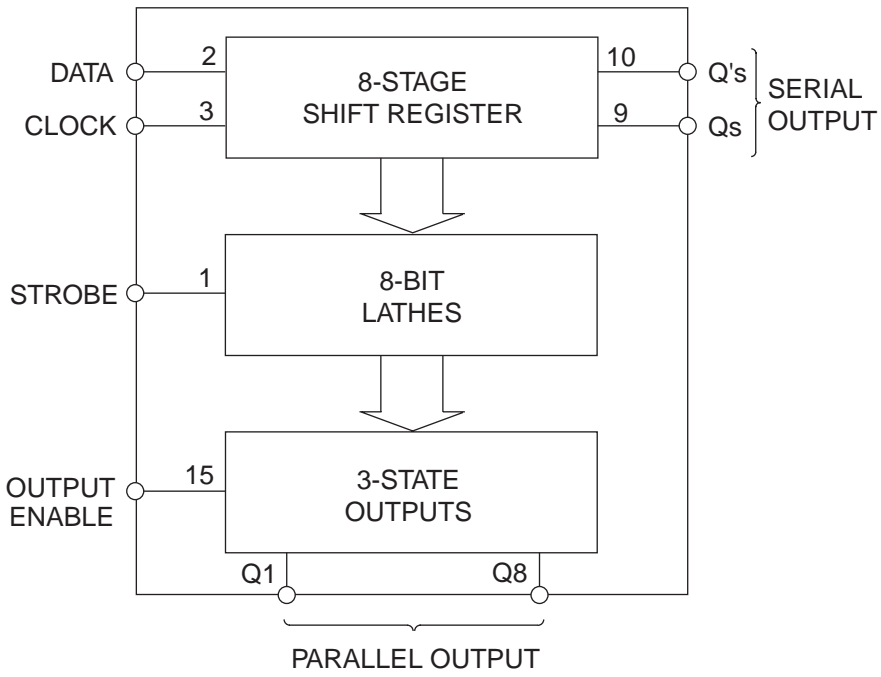 DATA
2
8-STAGE
SHIFT REGISTER
10
Q's
SERIAL
OUTPUT
CLOCK
3
9
Qs
STROBE
1
8-BIT
LATHES
OUTPUT
ENABLE
15
3-STATE
OUTPUTS
Q1
Q8
PARALLEL OUTPUT